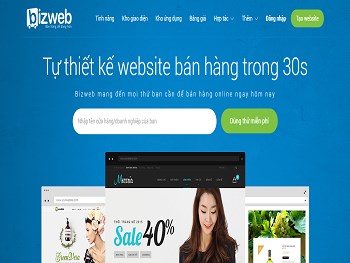 bizweb
Tính năng
Kho giao diện
Kho ứng dụng
Bảng giá
Hợp tác
Thêm
Đăng nhập
Tạo website
Tự thiết kế website bán hàng trong 30s
Bizweb mang đến mọi thứ bạn cần để bán hàng online ngay hôm nay
Nhập tên cửa hàng/doanh nghiệp của bạn
Dùng thử miễn phí
Sale 40%